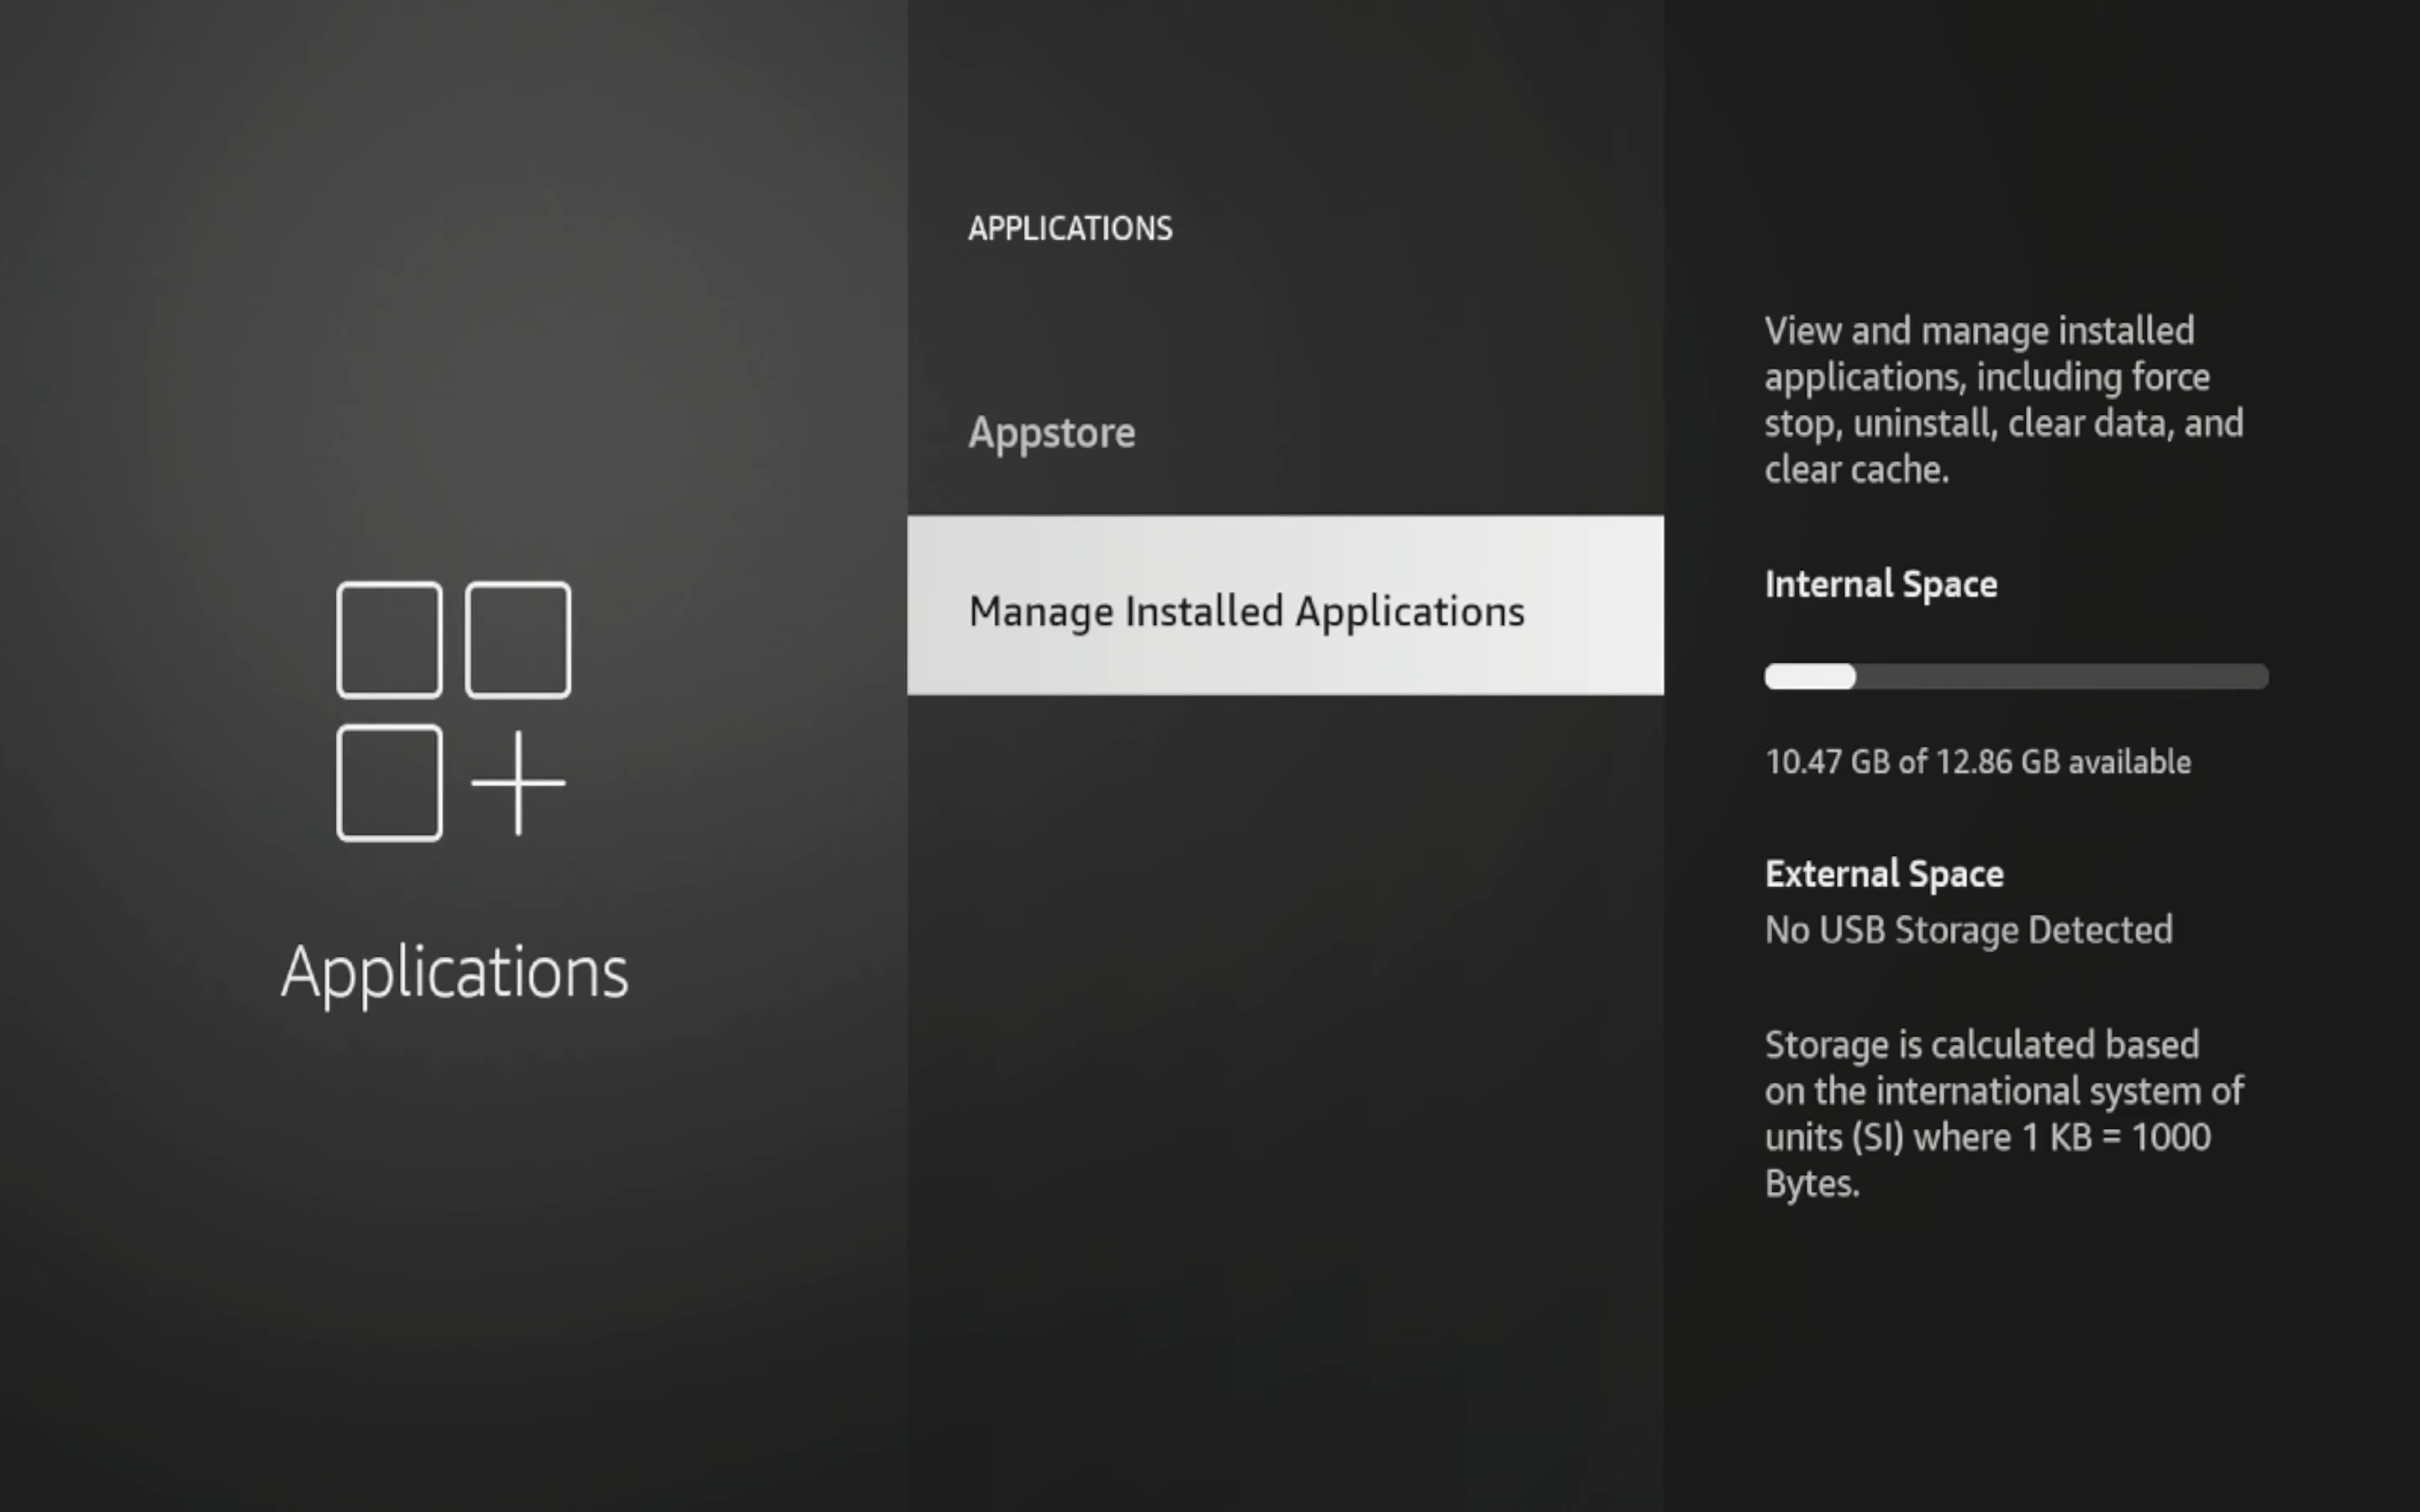 Applications
APPLICATIONS
Appstore
Manage Installed Applications
View and manage installed
applications, including force
stop, uninstall, clear data, and
clear cache.
Internal Space
10.47 GB of 12.86 GB available
External Space
No USB Storage Detected
Storage is calculated based
on the international system of
units (SI) where 1 KB = 1000
Bytes.